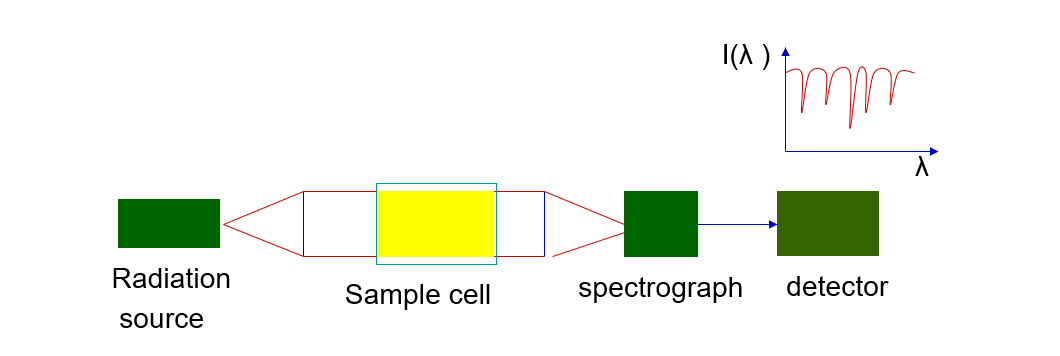 I(λ )
λ
Radiation
source
Sample cell
spectrograph
detector